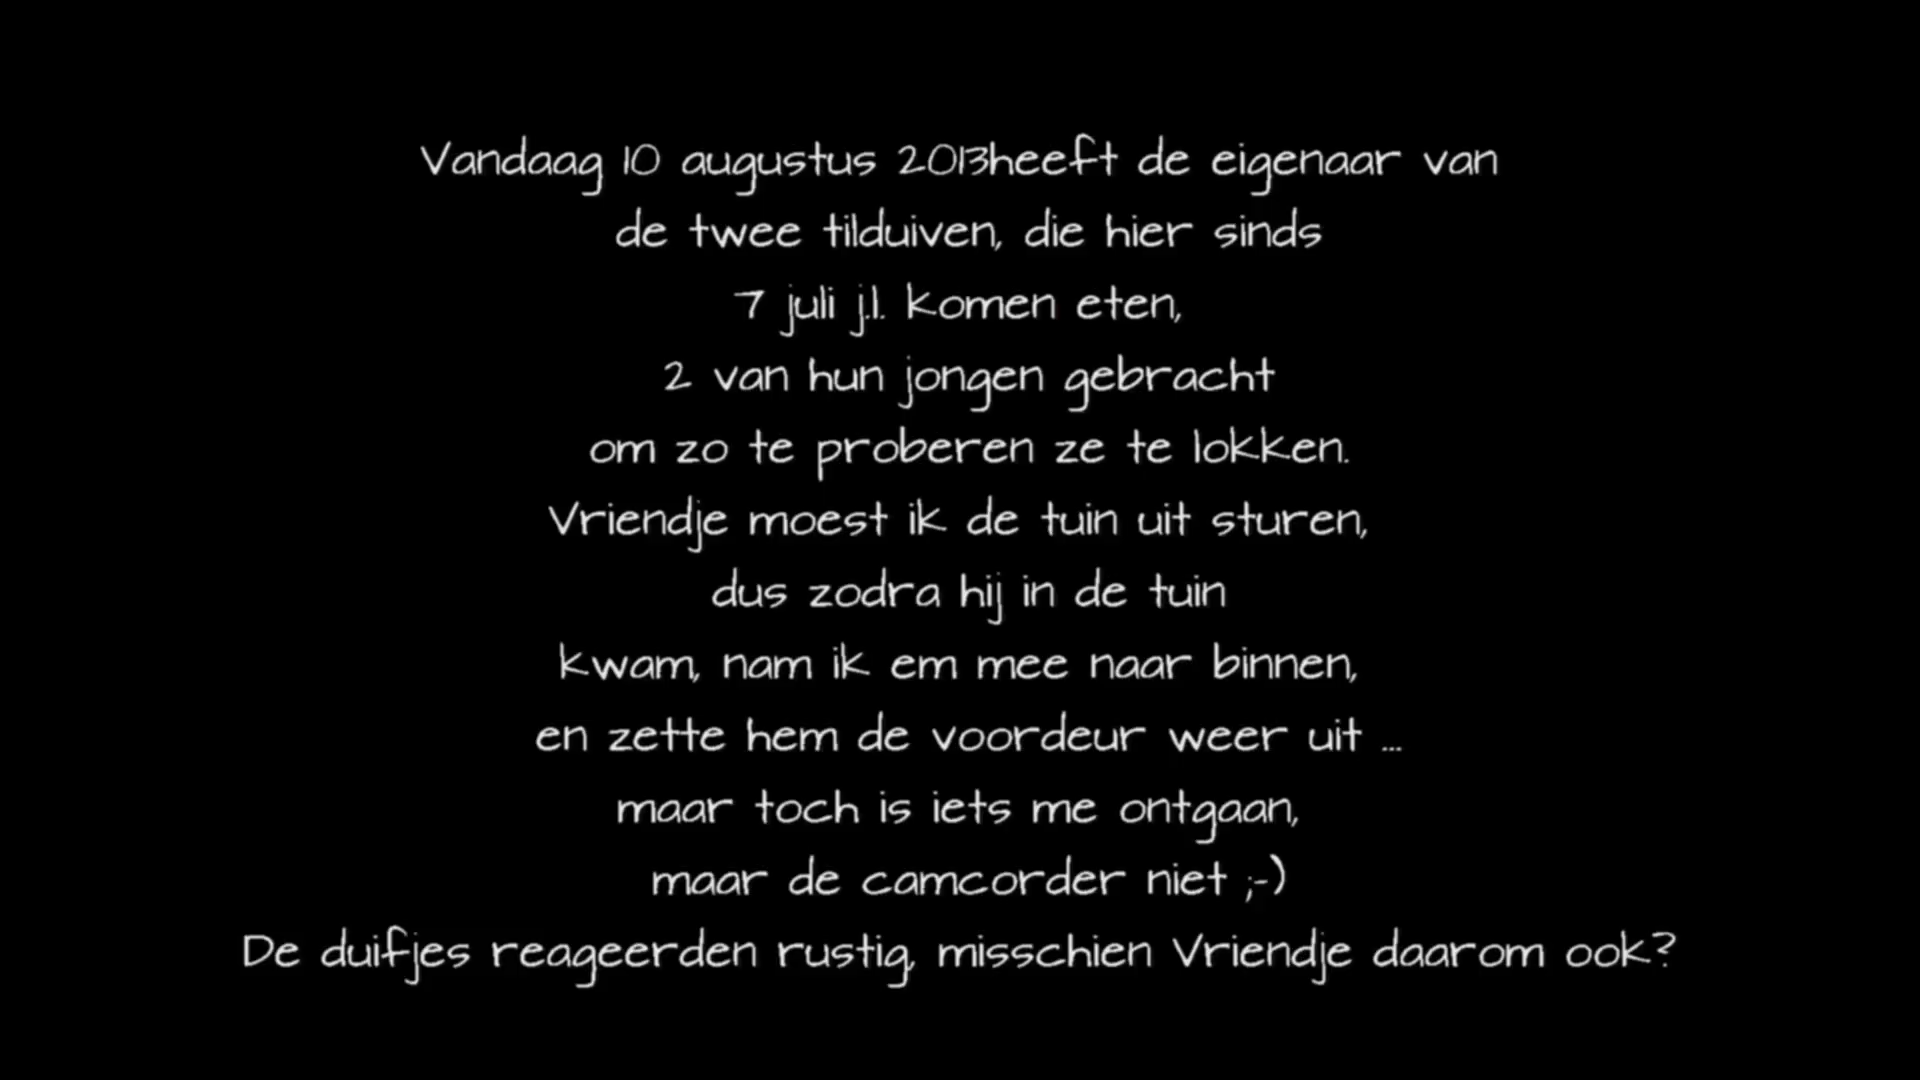 Vandaag 10 augustus 2013heeft de eigenaar van
de twee tilduiven, die hier sinds
7 juli j.l. komen eten,
2 van hun jongen gebracht
om zo te proberen ze te lokken.
Vriendje moest ik de tuin uit sturen,
dus zodra hij in de tuin
kwam, nam ik em mee naar binnen,
en zette hem de voordeur weer uit ...
maar toch is iets me ontgaan,
maar de camcorder niet ;-)
De duifjes reageerden rustig, misschien Vriendje daarom ook?